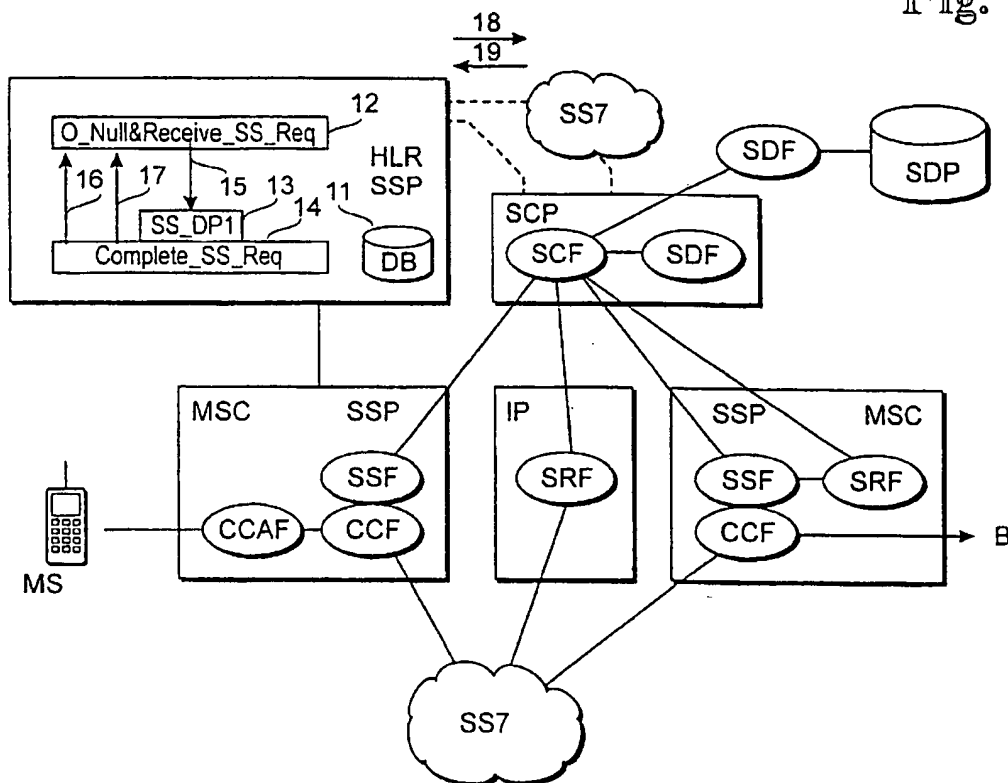 Fig.
18
19
12
O_Null&Receive_SS_Req
SS7
HLR
SSP
SDF
SDP
16
17
15
13
14
11
SS_DP1
Complete_SS_Req
DB
SCP
SCF
SDF
MSC
SSP
IP
SSP
MSC
SSF
SRF
SSF
SRF
CCAF
CCF
CCF
B
MS
SS7